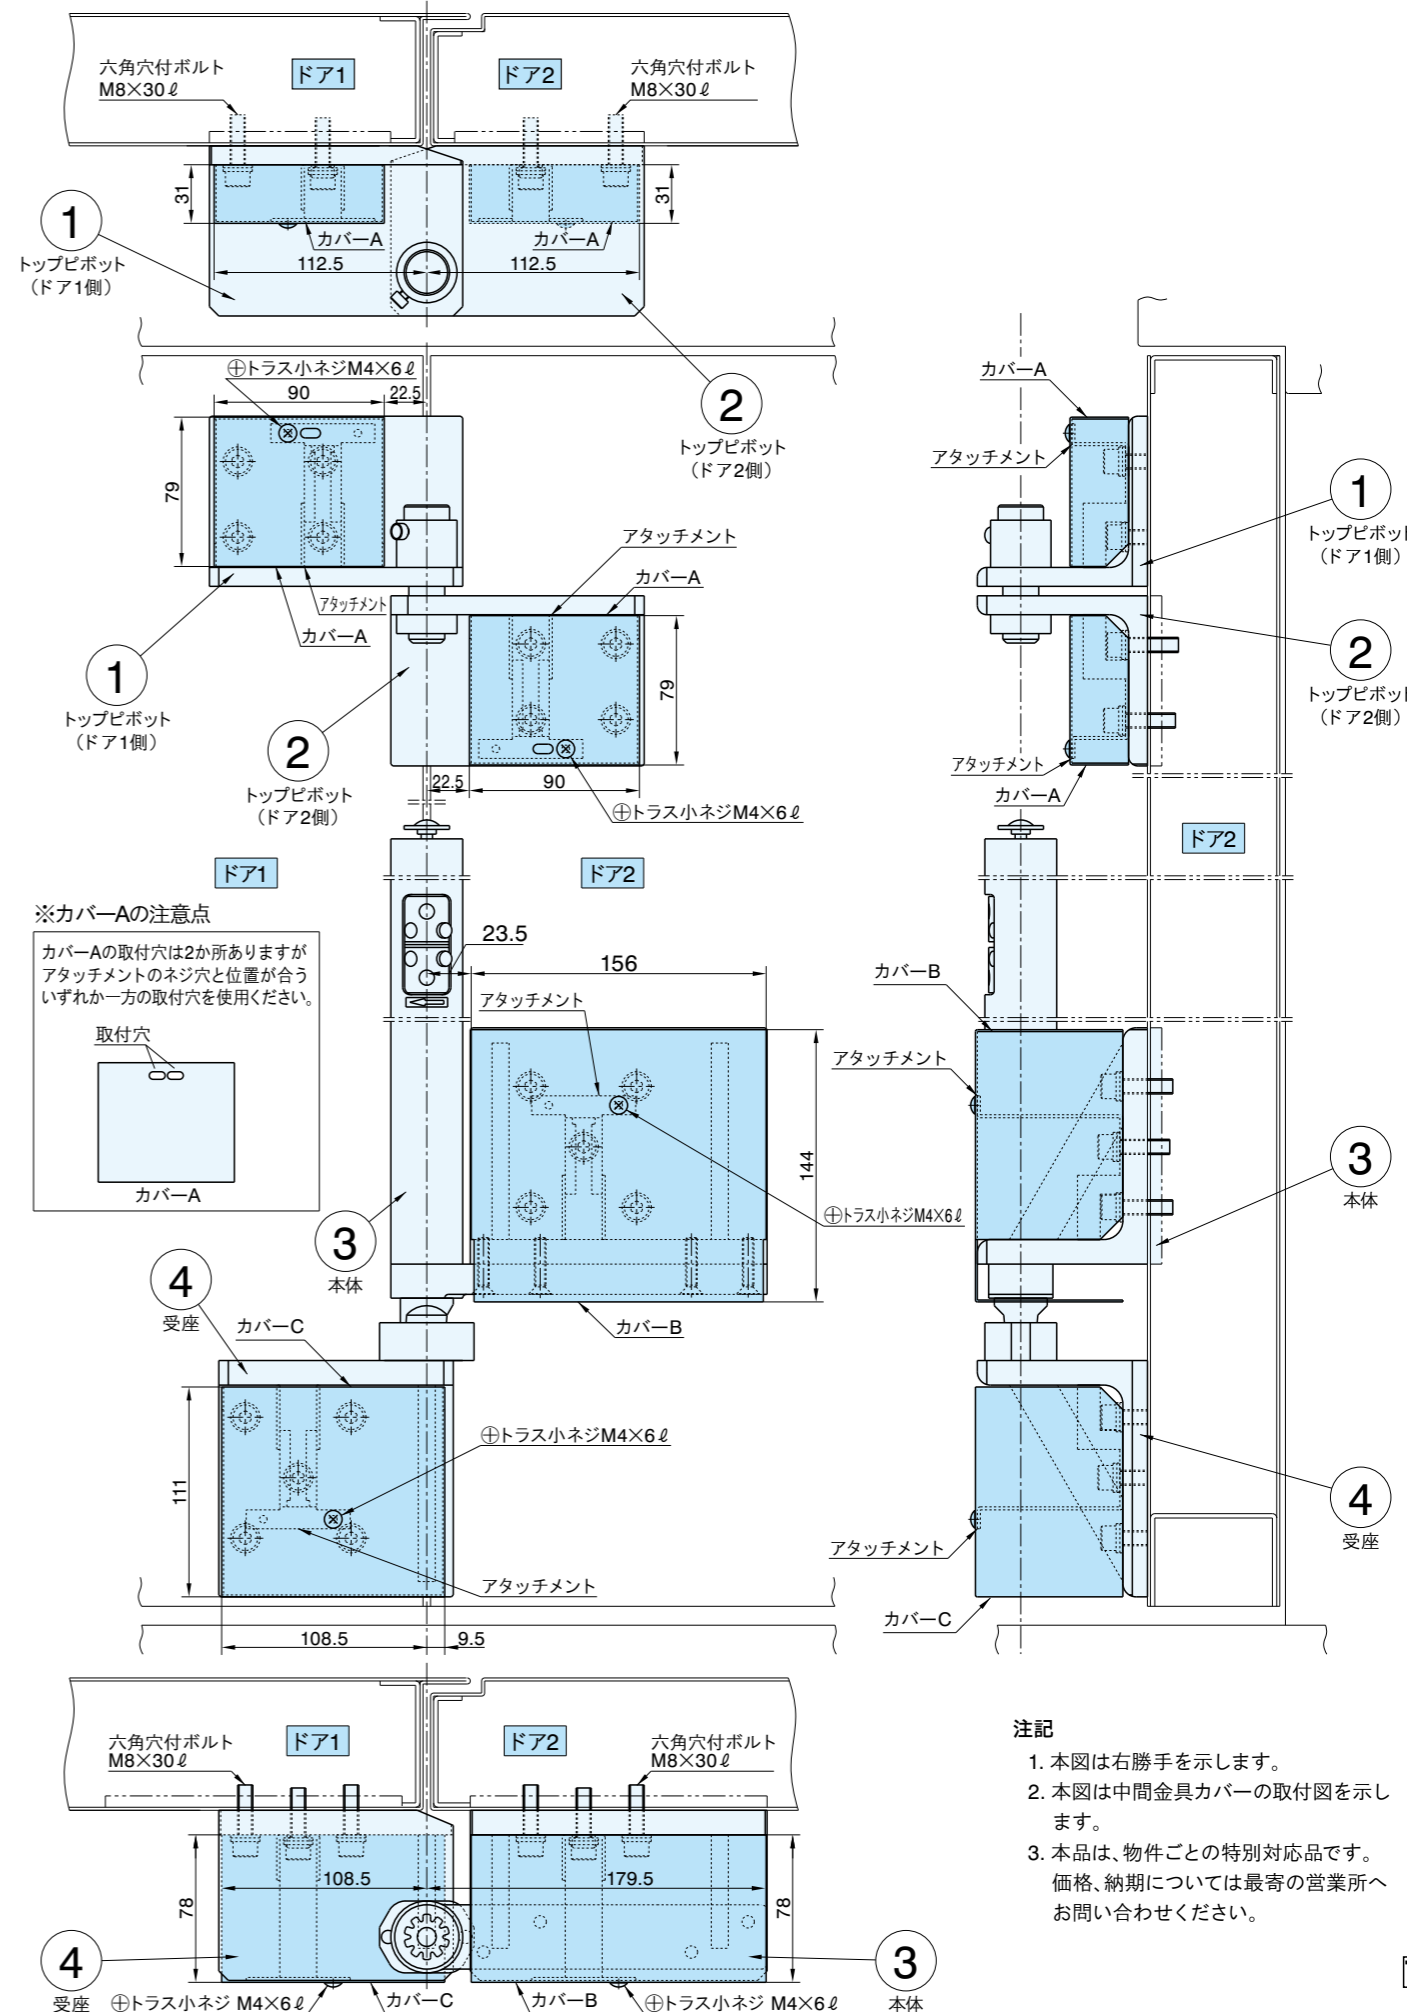 六角穴付ボルト
M8×30ℓ
ドア1
ドア2
六角穴付ボルト
M8×30ℓ
31
31
カバーA
カバーA
112.5
112.5
1
トップピボット
（ドア1側）
⊕トラス小ネジM4×6ℓ
90
22.5
2
トップピボット
（ドア2側）
79
アタッチメント
カバーA
アタッチメント
カバーA
79
1
トップピボット
（ドア1側）
2
トップピボット
（ドア2側）
22.5
90
⊕トラス小ネジM4×6ℓ
カバーA
アタッチメント
1
トップピボット
（ドア1側）
2
トップピボット
（ドア2側）
アタッチメント
カバーA
ドア2
ドア1
ドア2
※カバーAの注意点
カバーAの取付穴は2か所ありますが
アタッチメントのネジ穴と位置が合う
いずれか一方の取付穴を使用ください。
取付穴
カバーA
23.5
156
アタッチメント
144
⊕トラス小ネジM4×6ℓ
3
本体
カバーB
カバーB
アタッチメント
3
本体
4
受座
カバーC
⊕トラス小ネジM4×6ℓ
111
アタッチメント
108.5
9.5
アタッチメント
カバーC
4
受座
六角穴付ボルト
M8×30ℓ
ドア1
ドア2
六角穴付ボルト
M8×30ℓ
108.5
179.5
78
78
4
受座
⊕トラス小ネジ M4×6ℓ
カバーC
カバーB
⊕トラス小ネジ M4×6ℓ
3
本体
注記
1. 本図は右勝手を示します。
2. 本図は中間金具カバーの取付図を示し
ます。
3. 本品は、物件ごとの特別対応品です。
価格、納期については最寄の営業所へ
お問い合わせください。